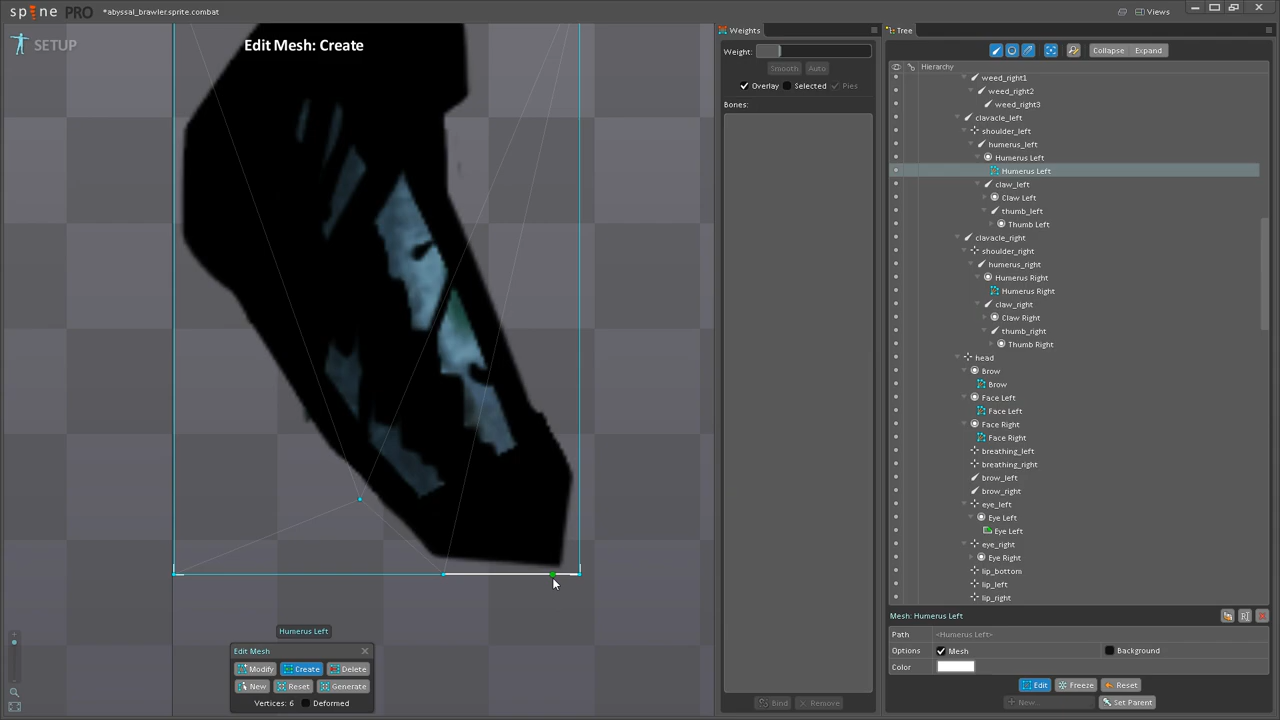 spine PRO *abyssal_brawler.sprite.combat Views
SETUP
Edit Mesh: Create
Weights
Weight:
Smooth Auto
Overlay Selected Pies
Bones:
Bind Remove
Tree
Collapse Expand
Hierarchy
weed_right1
weed_right2
weed_right3
clavacle_left
shoulder_left
humerus_left
Humerus Left
Humerus Left
claw_left
Claw Left
thumb_left
Thumb Left
clavacle_right
shoulder_right
humerus_right
Humerus Right
Humerus Right
claw_right
Claw Right
thumb_right
Thumb Right
head
Brow
Brow
Face Left
Face Left
Face Right
Face Right
breathing_left
breathing_right
brow_left
brow_right
eye_left
Eye Left
Eye Left
eye_right
Eye Right
lip_bottom
lip_left
lip_right
Mesh: Humerus Left
Path <Humerus Left>
Options Mesh Background
Color
Edit Freeze Reset
New... Set Parent
Humerus Left
Edit Mesh
Modify Create Delete
New Reset Generate
Vertices: 6 Deformed